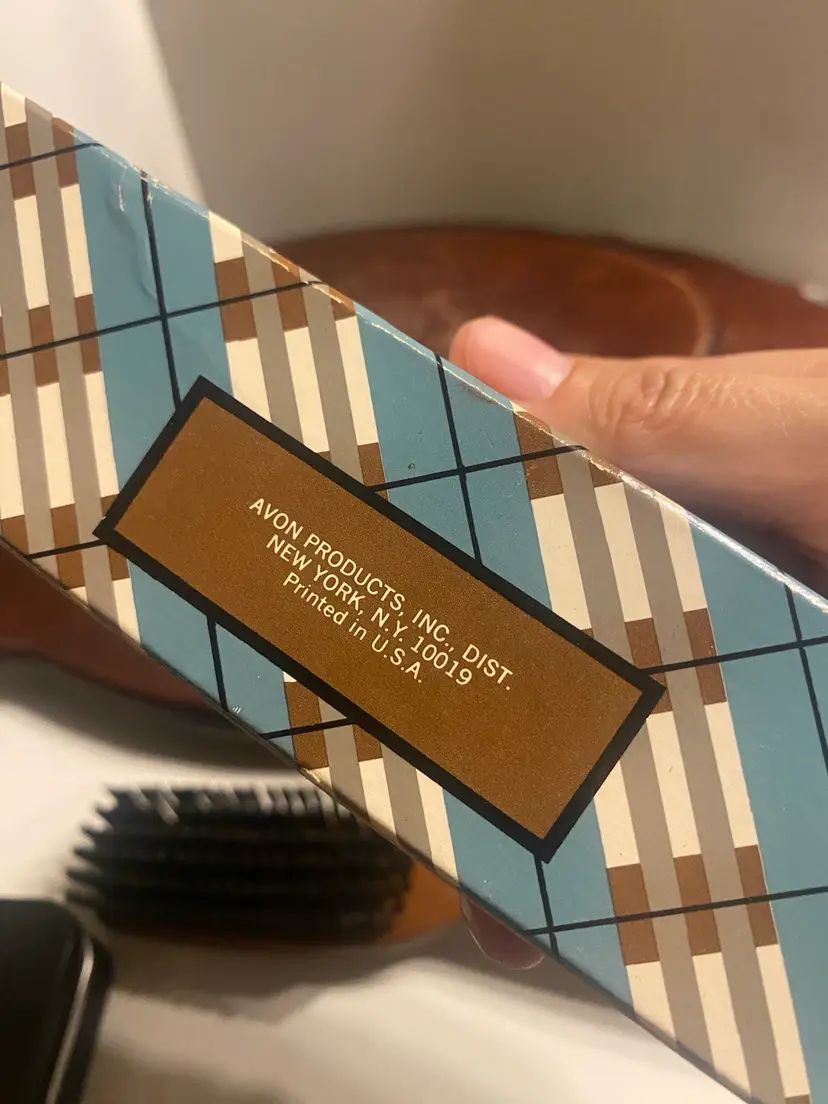 AVON PRODUCTS, INC., DIST.
NEW YORK, N.Y. 10019
Printed in U.S.A.